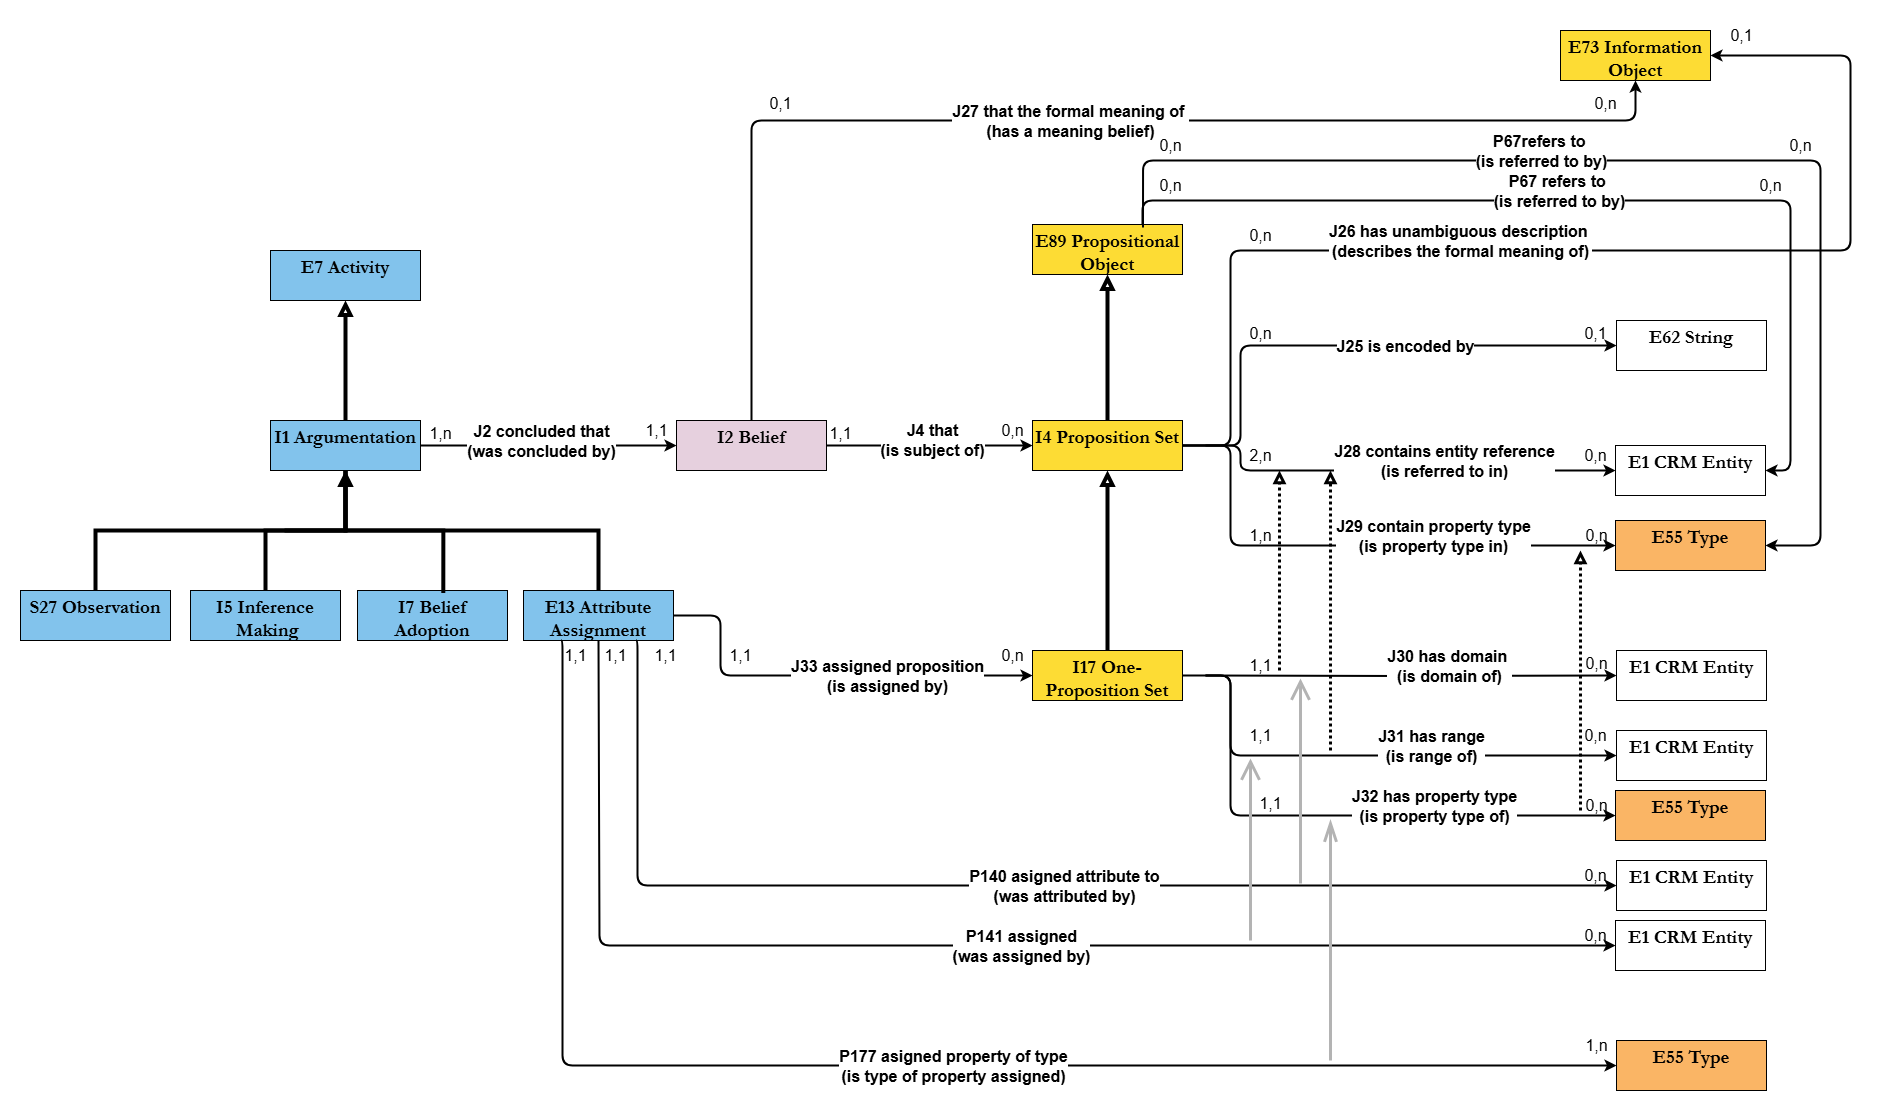 E73 Information
Object
0,1
0,1
J27 that the formal meaning of
(has a meaning belief)
0,n
0,n
P67refers to
(is referred to by)
0,n
0,n
P67 refers to
(is referred to by)
0,n
E89 Propositional
Object
0,n
J26 has unambiguous description
(describes the formal meaning of)
E7 Activity
0,n
J25 is encoded by
0,1
E62 String
I1 Argumentation
1,n
J2 concluded that
(was concluded by)
1,1
I2 Belief
1,1
J4 that
(is subject of)
0,n
I4 Proposition Set
2,n
J28 contains entity reference
(is referred to in)
0,n
E1 CRM Entity
1,n
J29 contain property type
(is property type in)
0,n
E55 Type
S27 Observation
I5 Inference
Making
I7 Belief
Adoption
E13 Attribute
Assignment
1,1
1,1
1,1
1,1
J33 assigned proposition
(is assigned by)
0,n
I17 One-
Proposition Set
1,1
J30 has domain
(is domain of)
0,n
E1 CRM Entity
1,1
J31 has range
(is range of)
0,n
E1 CRM Entity
1,1
J32 has property type
(is property type of)
0,n
E55 Type
P140 asigned attribute to
(was attributed by)
0,n
E1 CRM Entity
P141 assigned
(was assigned by)
0,n
E1 CRM Entity
P177 asigned property of type
(is type of property assigned)
1,n
E55 Type